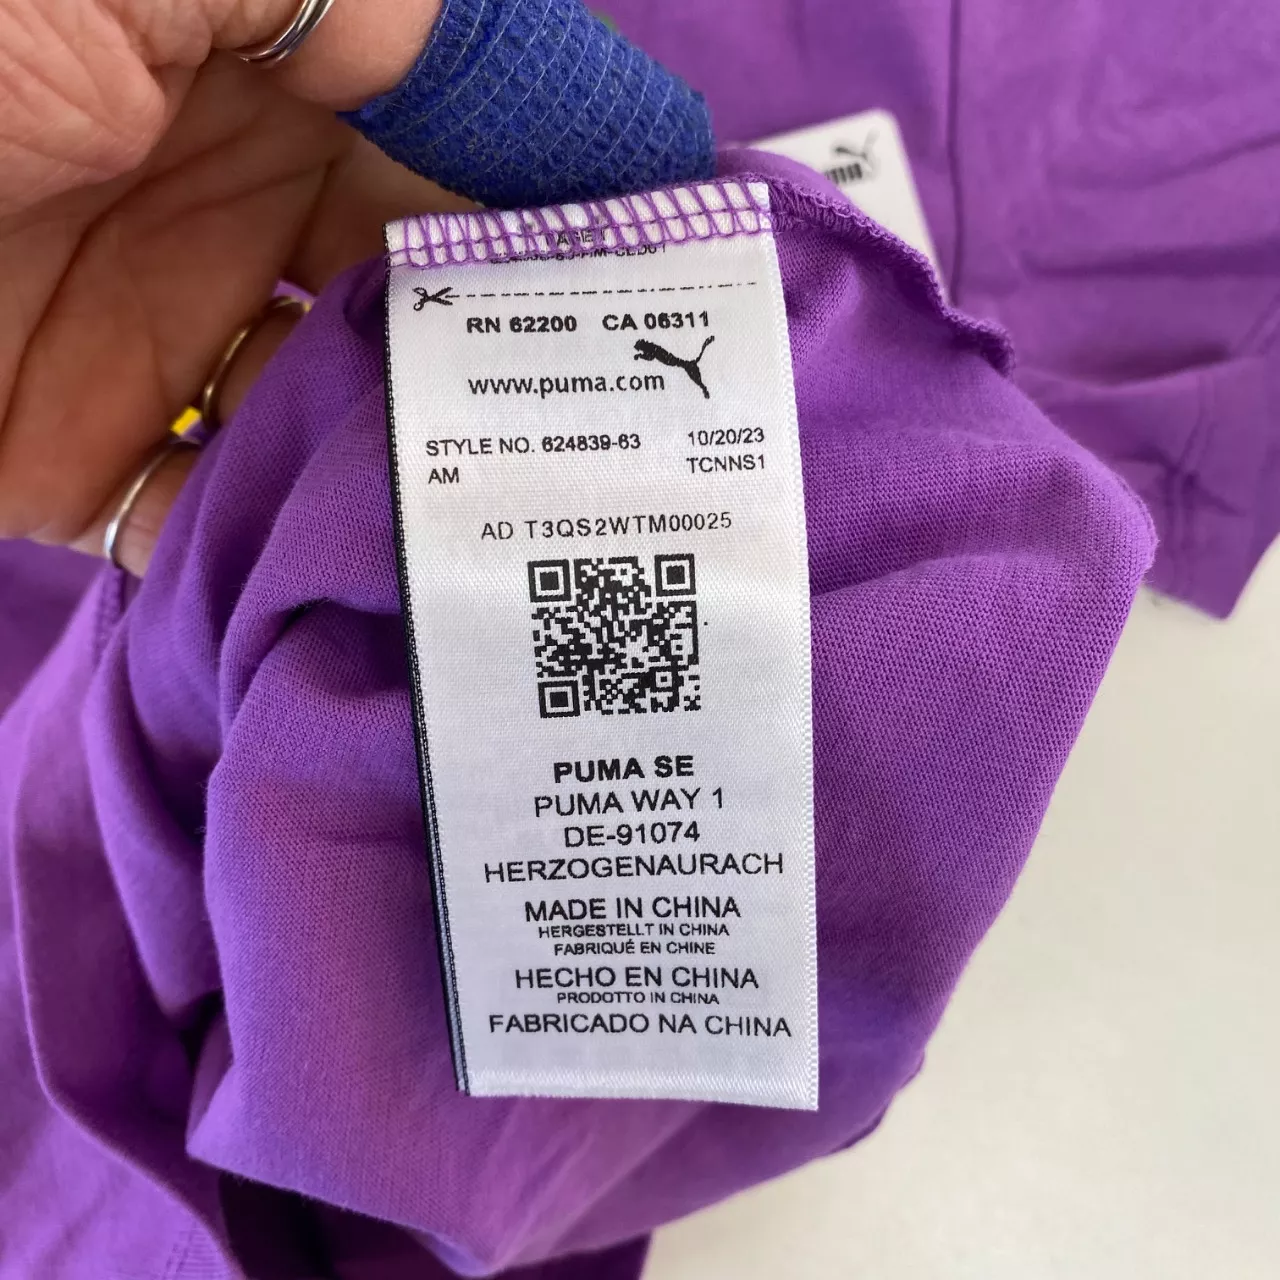 RN 62200 CA 06311
www.puma.com
STYLE NO. 624839-63 10/20/23
AM TCNNS1
AD T3QS2WTM00025
PUMA SE
PUMA WAY 1
DE-91074
HERZOGENAURACH
MADE IN CHINA
HERGESTELLT IN CHINA
FABRIQUÉ EN CHINE
HECHO EN CHINA
PRODOTTO IN CHINA
FABRICADO NA CHINA